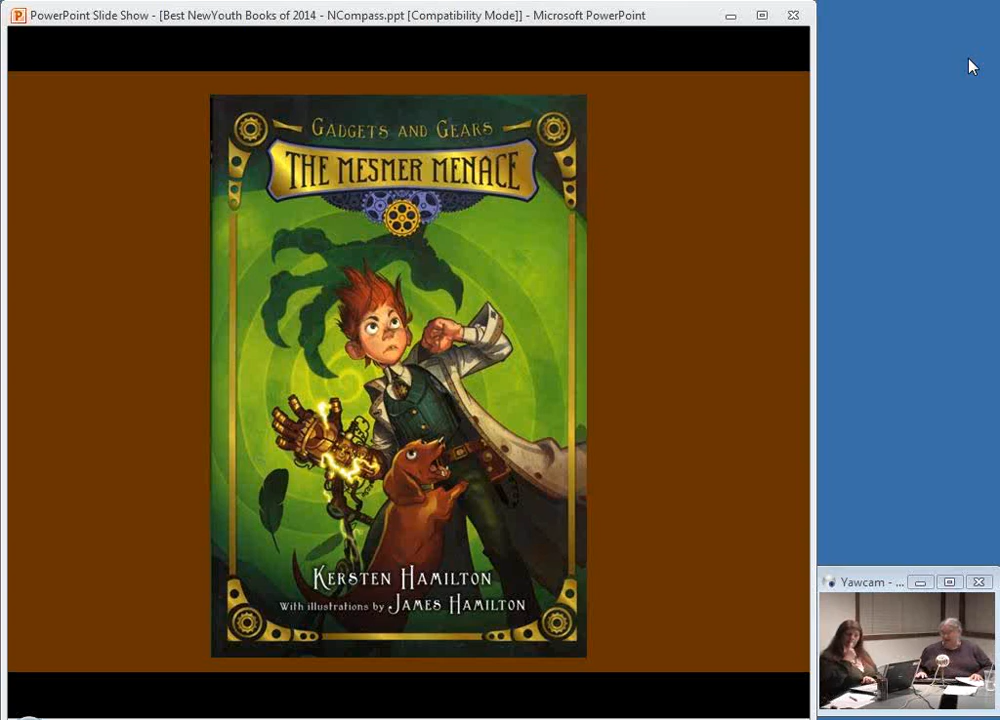 PowerPoint Slide Show - [Best NewYouth Books of 2014 - NCompass.ppt [Compatibility Mode]] - Microsoft PowerPoint
GADGETS AND GEARS
THE MESMER MENACE
KERSTEN HAMILTON
With illustrations by JAMES HAMILTON
Yawcam - ...